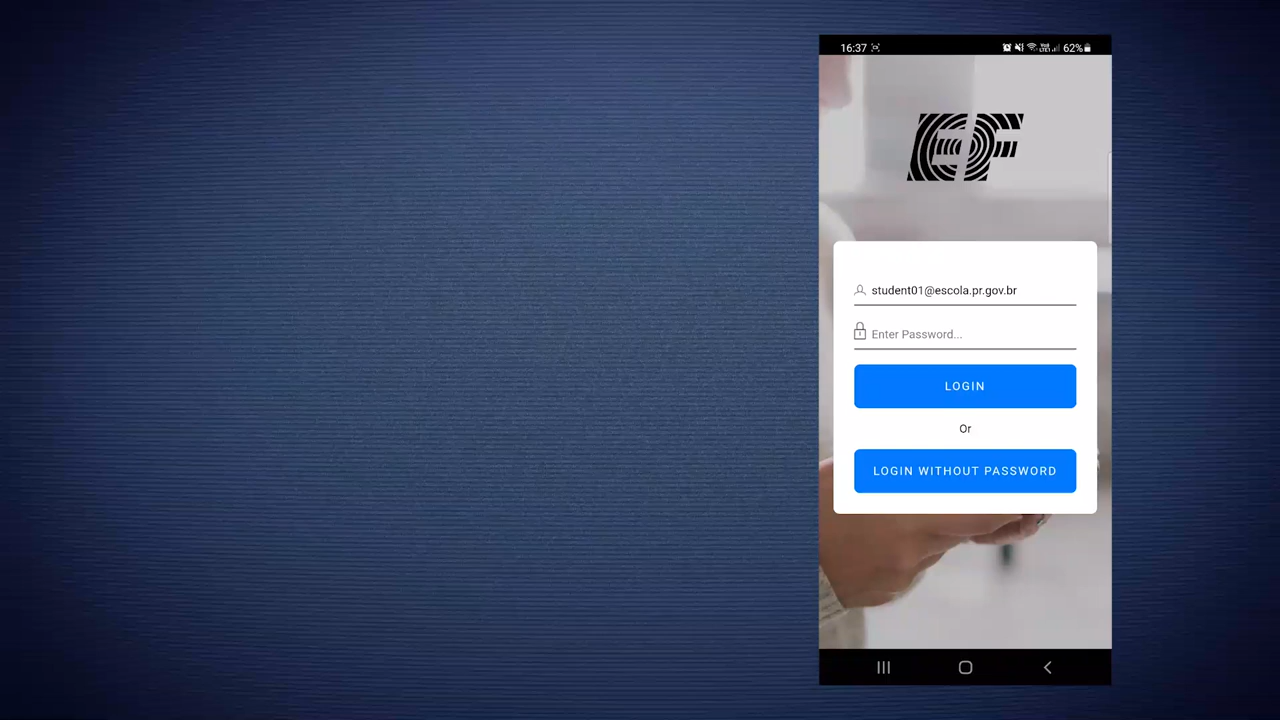 16:37
62%
EF
student01@escola.pr.gov.br
Enter Password...
LOGIN
Or
LOGIN WITHOUT PASSWORD